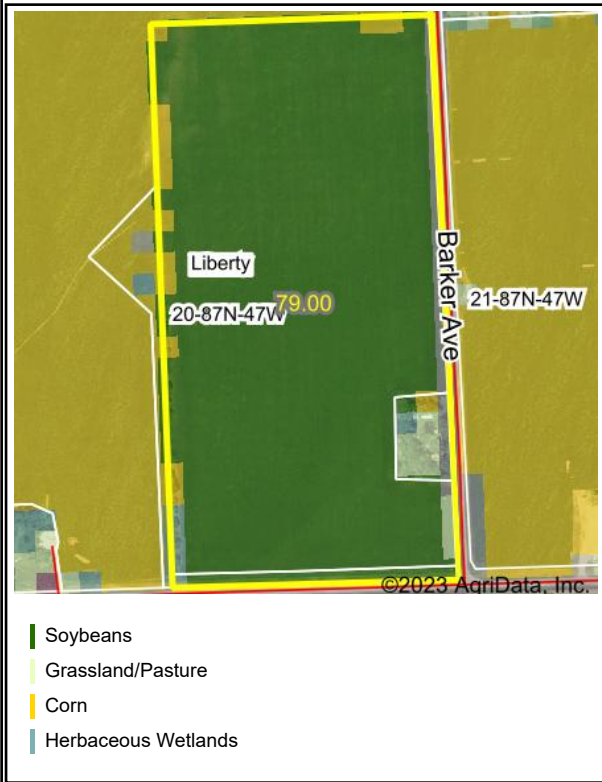 Liberty
20-87N-47W
79.00
Barker Ave
21-87N-47W
©2023 AgriData, Inc.
Soybeans
Grassland/Pasture
Corn
Herbaceous Wetlands